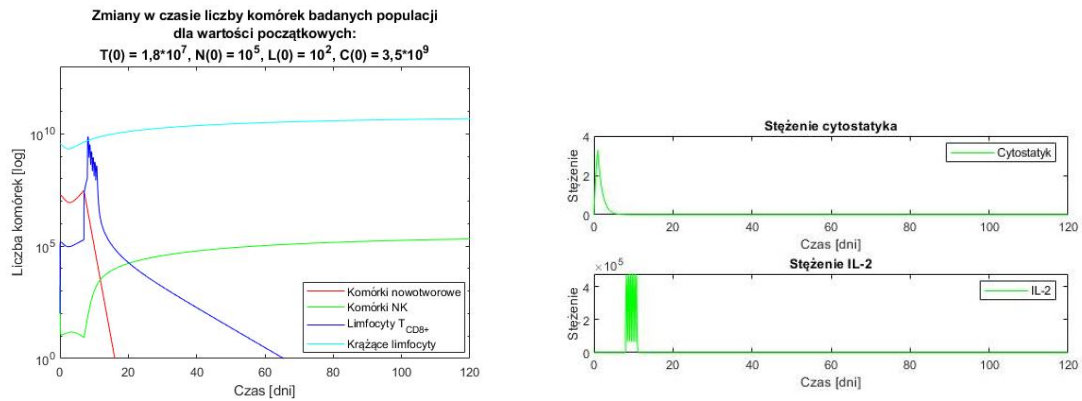 Zmiany w czasie liczby komórek badanych populacji
dla wartości początkowych:
T(0) = 1,8*10^7, N(0) = 10^5, L(0) = 10^2, C(0) = 3,5*10^9
Liczba komórek [log]
10^10
10^5
10^0
0 20 40 60 80 100 120
Czas [dni]
Komórki nowotworowe
Komórki NK
Limfocyty T_CD8+
Krążące limfocyty
Stężenie cytostatyka
Stężenie
4
2
0
0 20 40 60 80 100 120
Czas [dni]
Cytostatyk
Stężenie IL-2
×10^5
Stężenie
4
2
0
0 20 40 60 80 100 120
Czas [dni]
IL-2